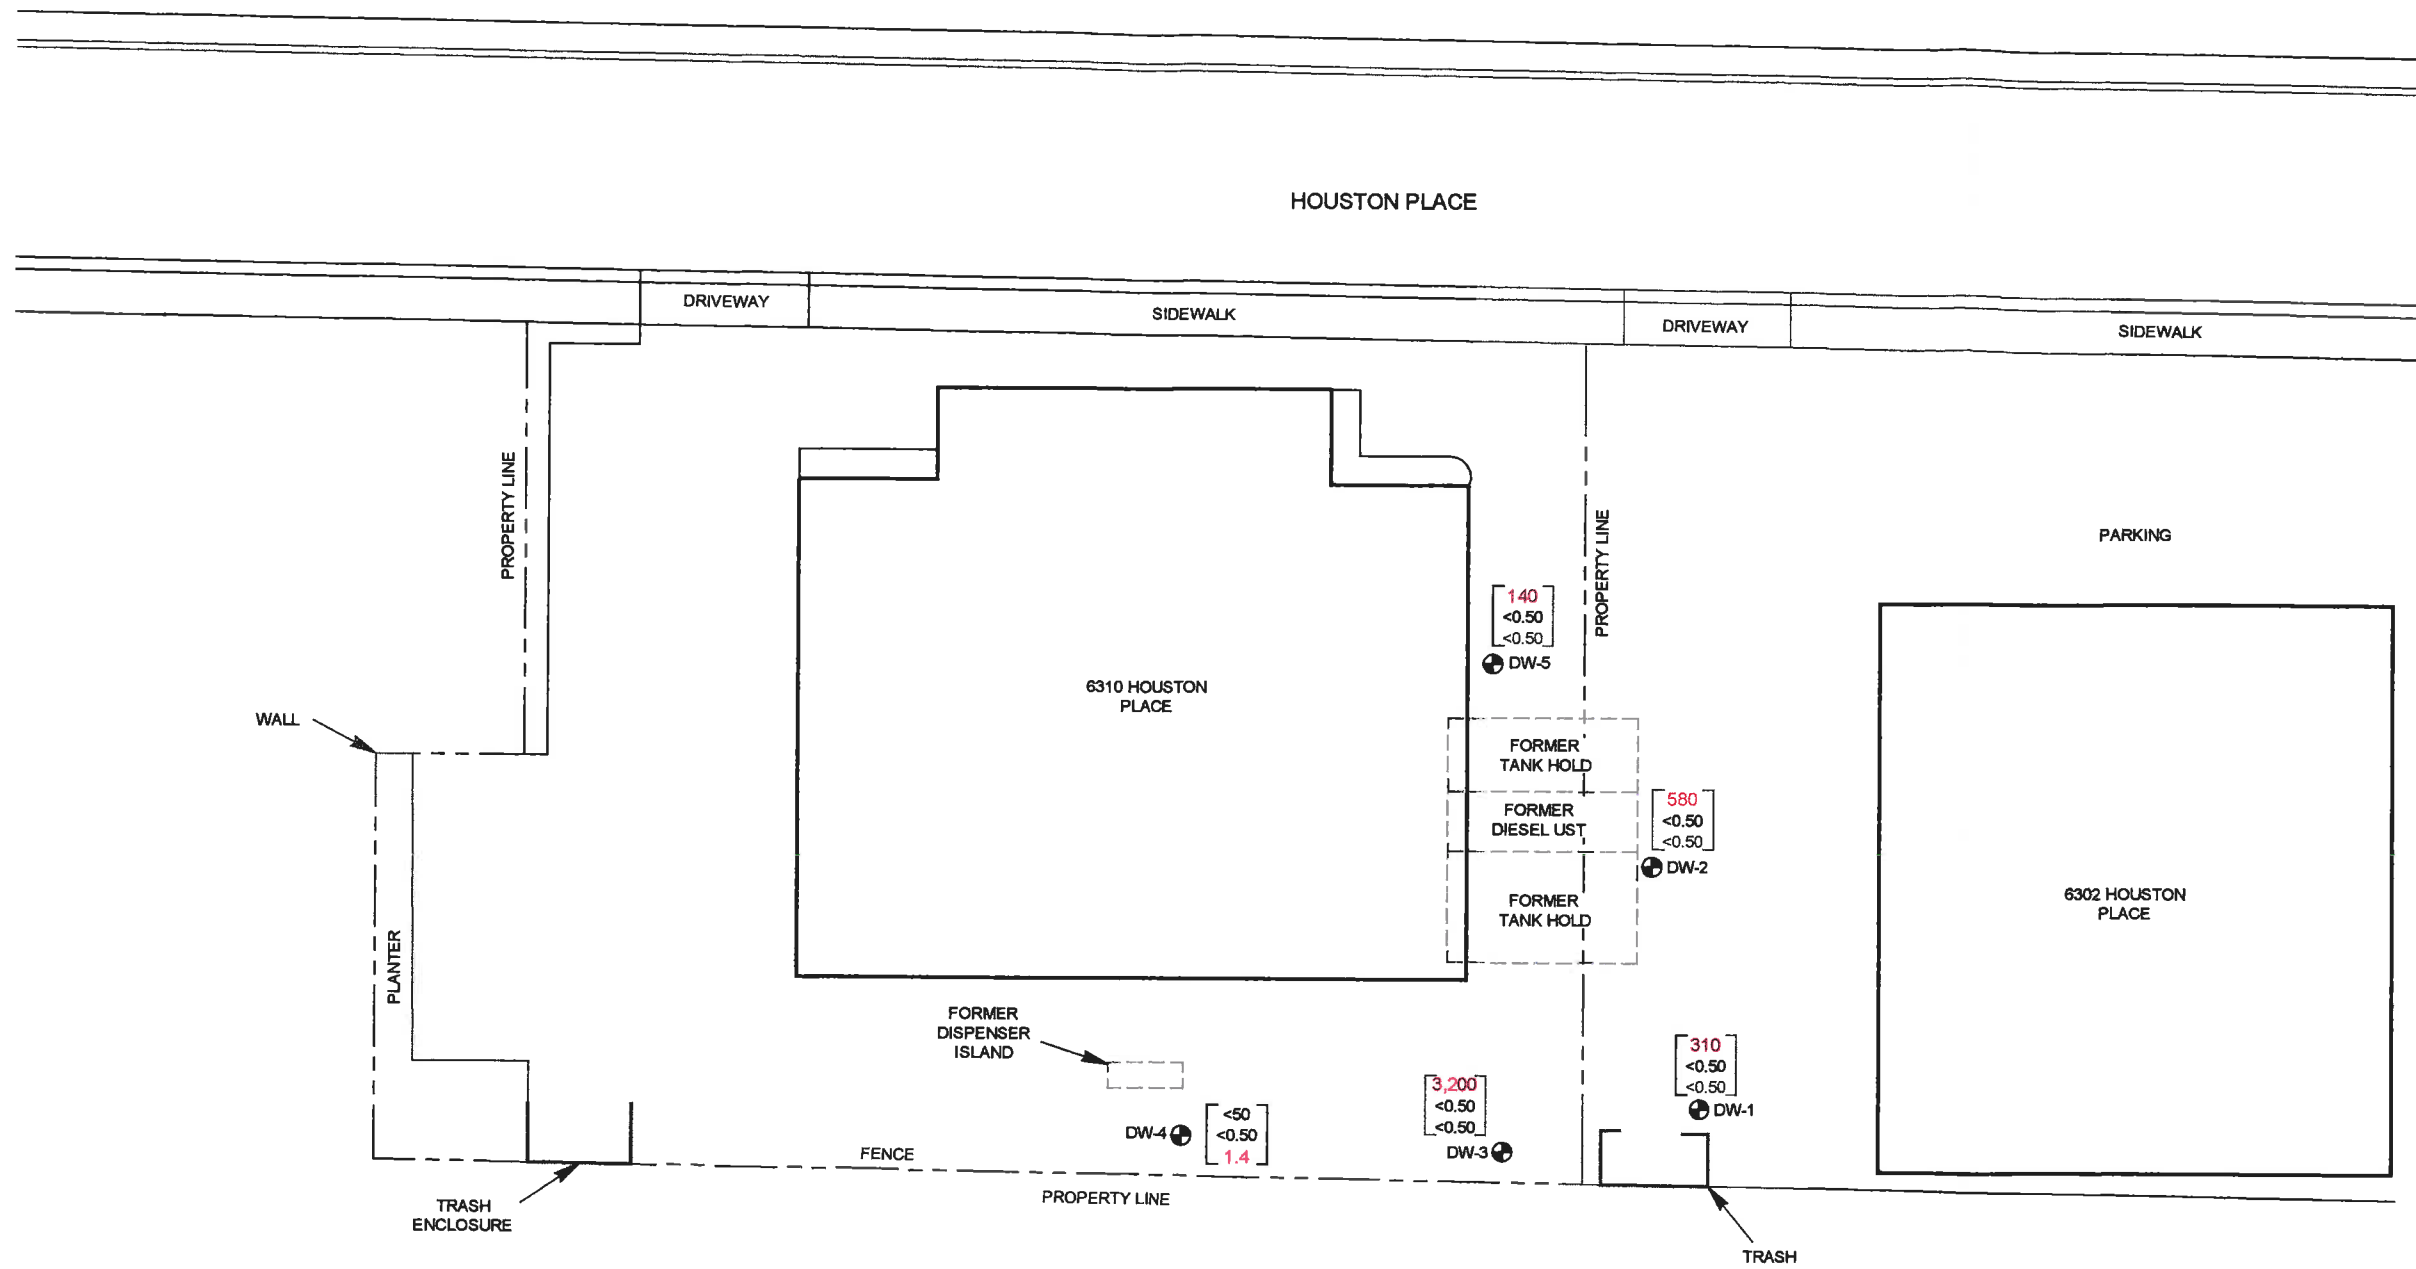 HOUSTON PLACE
DRIVEWAY
SIDEWALK
DRIVEWAY
SIDEWALK
PROPERTY LINE
PROPERTY LINE
PARKING
140
<0.50
<0.50
DW-5
6310 HOUSTON
PLACE
WALL
FORMER
TANK HOLD
FORMER
DIESEL UST
FORMER
TANK HOLD
580
<0.50
<0.50
DW-2
6302 HOUSTON
PLACE
PLANTER
FORMER
DISPENSER
ISLAND
310
<0.50
<0.50
DW-1
3,200
<0.50
<0.50
DW-3
DW-4
<50
<0.50
1.4
FENCE
PROPERTY LINE
TRASH
ENCLOSURE
TRASH